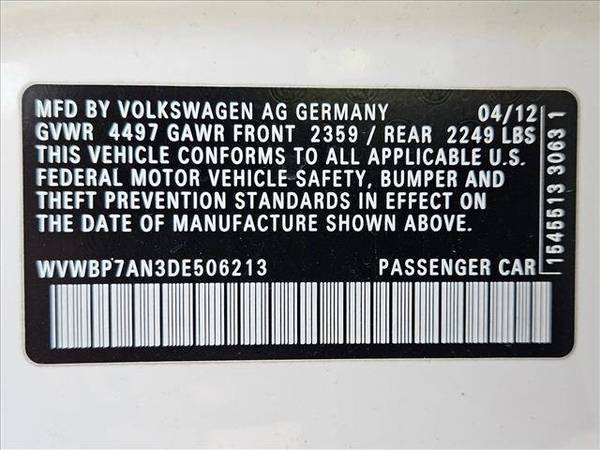 MFD BY VOLKSWAGEN AG GERMANY 04/12
GVWR 4497 GAWR FRONT 2359 / REAR 2249 LBS
THIS VEHICLE CONFORMS TO ALL APPLICABLE U.S.
FEDERAL MOTOR VEHICLE SAFETY, BUMPER AND
THEFT PREVENTION STANDARDS IN EFFECT ON
THE DATE OF MANUFACTURE SHOWN ABOVE.
WVWBP7AN3DE506213 PASSENGER CAR
1545513 3063 1